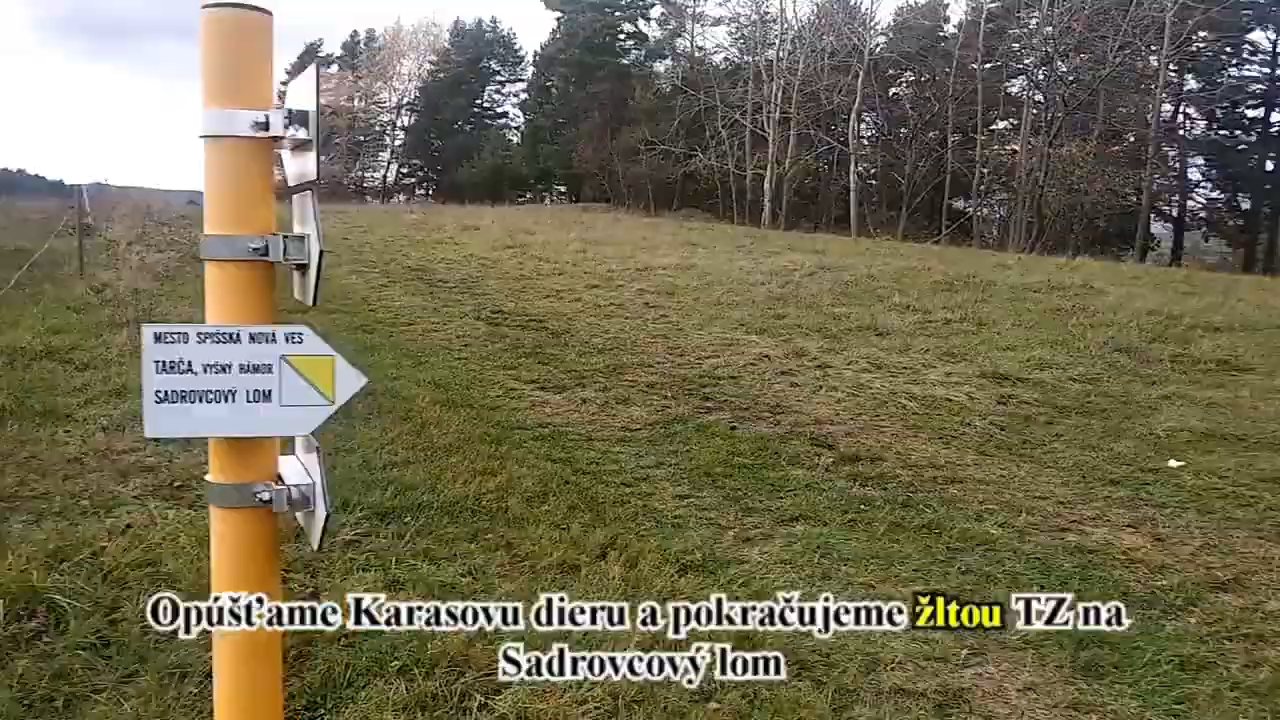 MESTO SPIŠSKÁ NOVÁ VES
TARČA, VYŠNÝ HÁMOR
SADROVCOVÝ LOM
Opúšťame Karasovu dieru a pokračujeme žltou TZ na
Sadrovcový lom